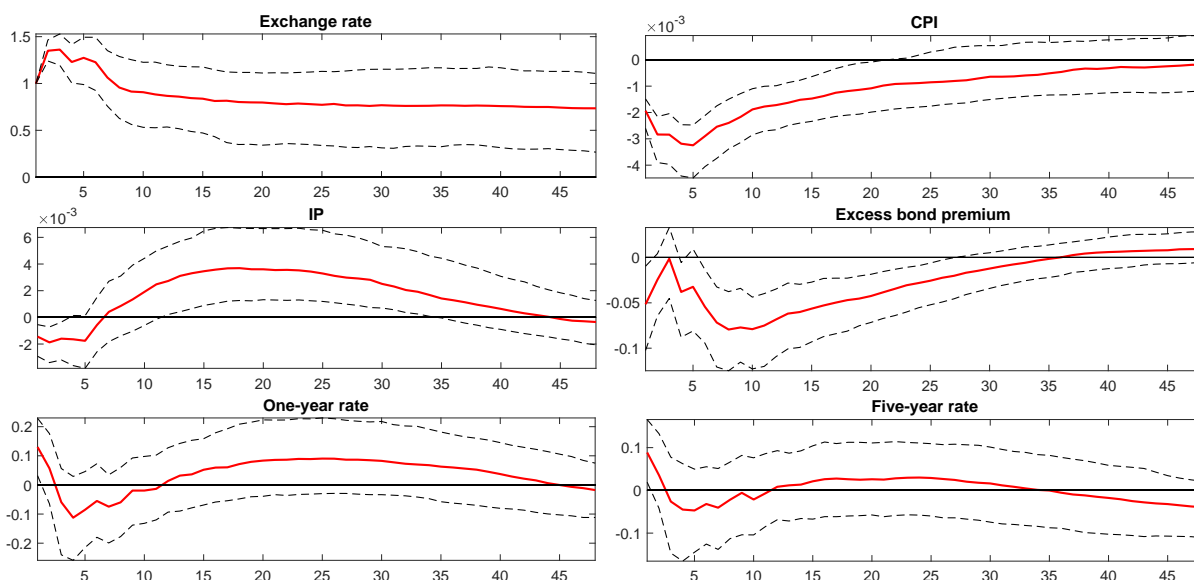 Exchange rate
1.5
1
0.5
0
5 10 15 20 25 30 35 40 45
CPI
×10⁻³
0
-1
-2
-3
-4
5 10 15 20 25 30 35 40 45
IP
×10⁻³
6
4
2
0
-2
5 10 15 20 25 30 35 40 45
Excess bond premium
0
-0.05
-0.1
5 10 15 20 25 30 35 40 45
One-year rate
0.2
0.1
0
-0.1
-0.2
5 10 15 20 25 30 35 40 45
Five-year rate
0.1
0
-0.1
5 10 15 20 25 30 35 40 45